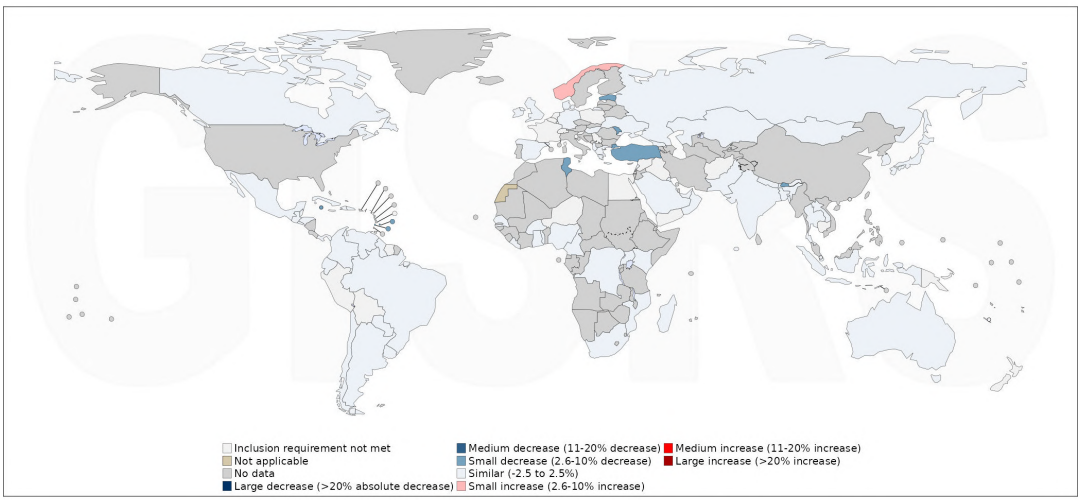 GISRS
Inclusion requirement not met
Not applicable
No data
Large decrease (>20% absolute decrease)
Medium decrease (11-20% decrease)
Small decrease (2.6-10% decrease)
Similar (-2.5 to 2.5%)
Small increase (2.6-10% increase)
Medium increase (11-20% increase)
Large increase (>20% increase)